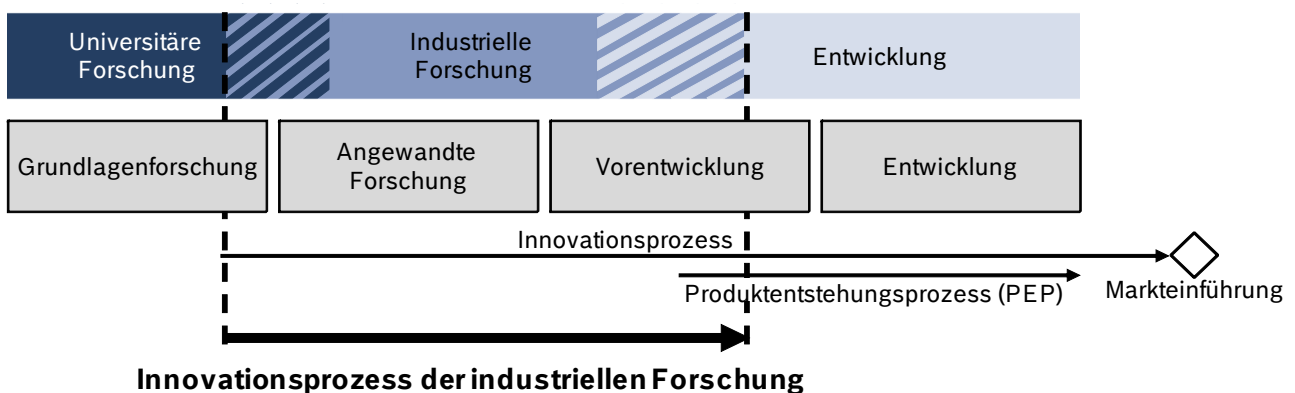 Universitäre
Forschung
Industrielle
Forschung
Entwicklung
Grundlagenforschung
Angewandte
Forschung
Vorentwicklung
Entwicklung
Innovationsprozess
Produktentstehungsprozess (PEP)
Markteinführung
Innovationsprozess der industriellen Forschung